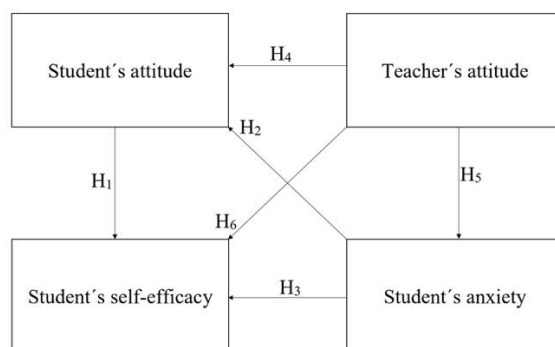 Student´s attitude
H₄
Teacher´s attitude
H₂
H₁
H₅
H₆
Student´s self-efficacy
H₃
Student´s anxiety